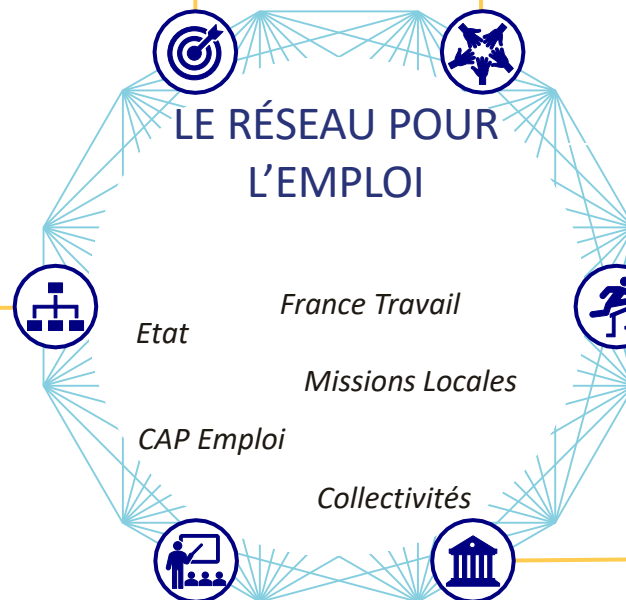 LE RÉSEAU POUR
L’EMPLOI
France Travail
Etat
Missions Locales
CAP Emploi
Collectivités